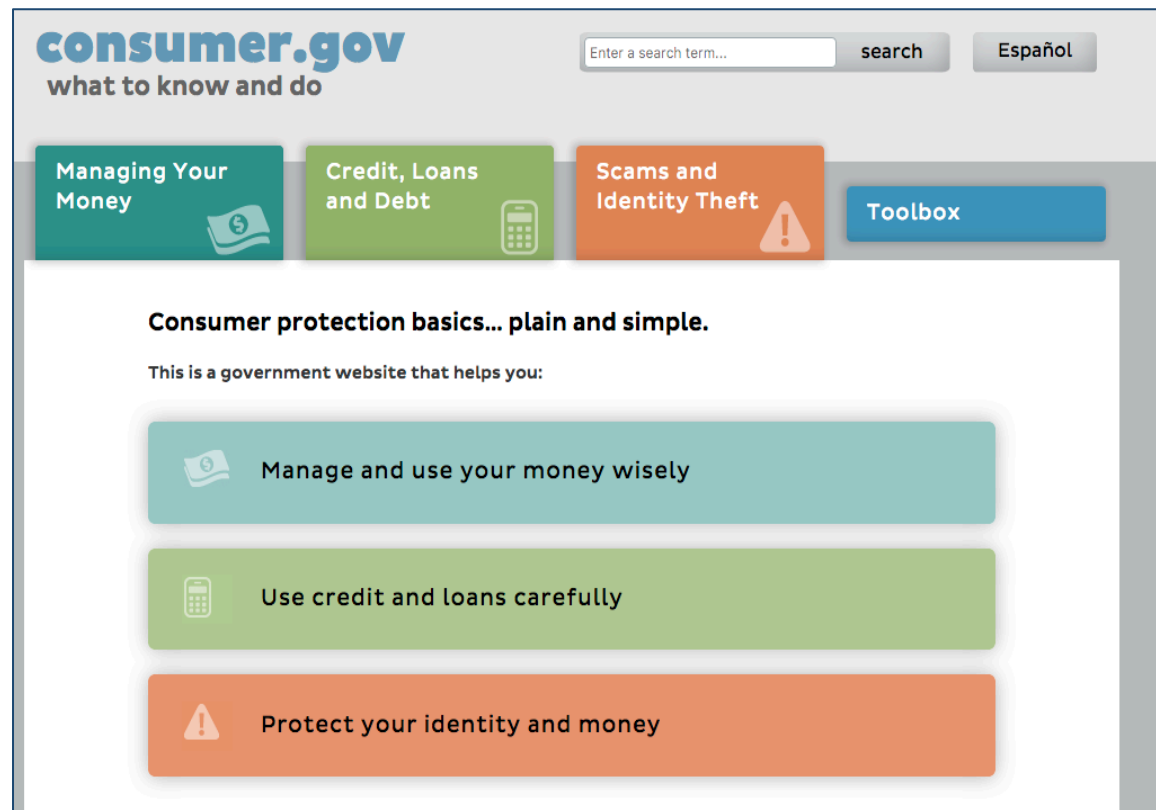 consumer.gov
what to know and do
Enter a search term...
search
Español
Managing Your
Money
Credit, Loans
and Debt
Scams and
Identity Theft
Toolbox
Consumer protection basics... plain and simple.
This is a government website that helps you:
Manage and use your money wisely
Use credit and loans carefully
Protect your identity and money